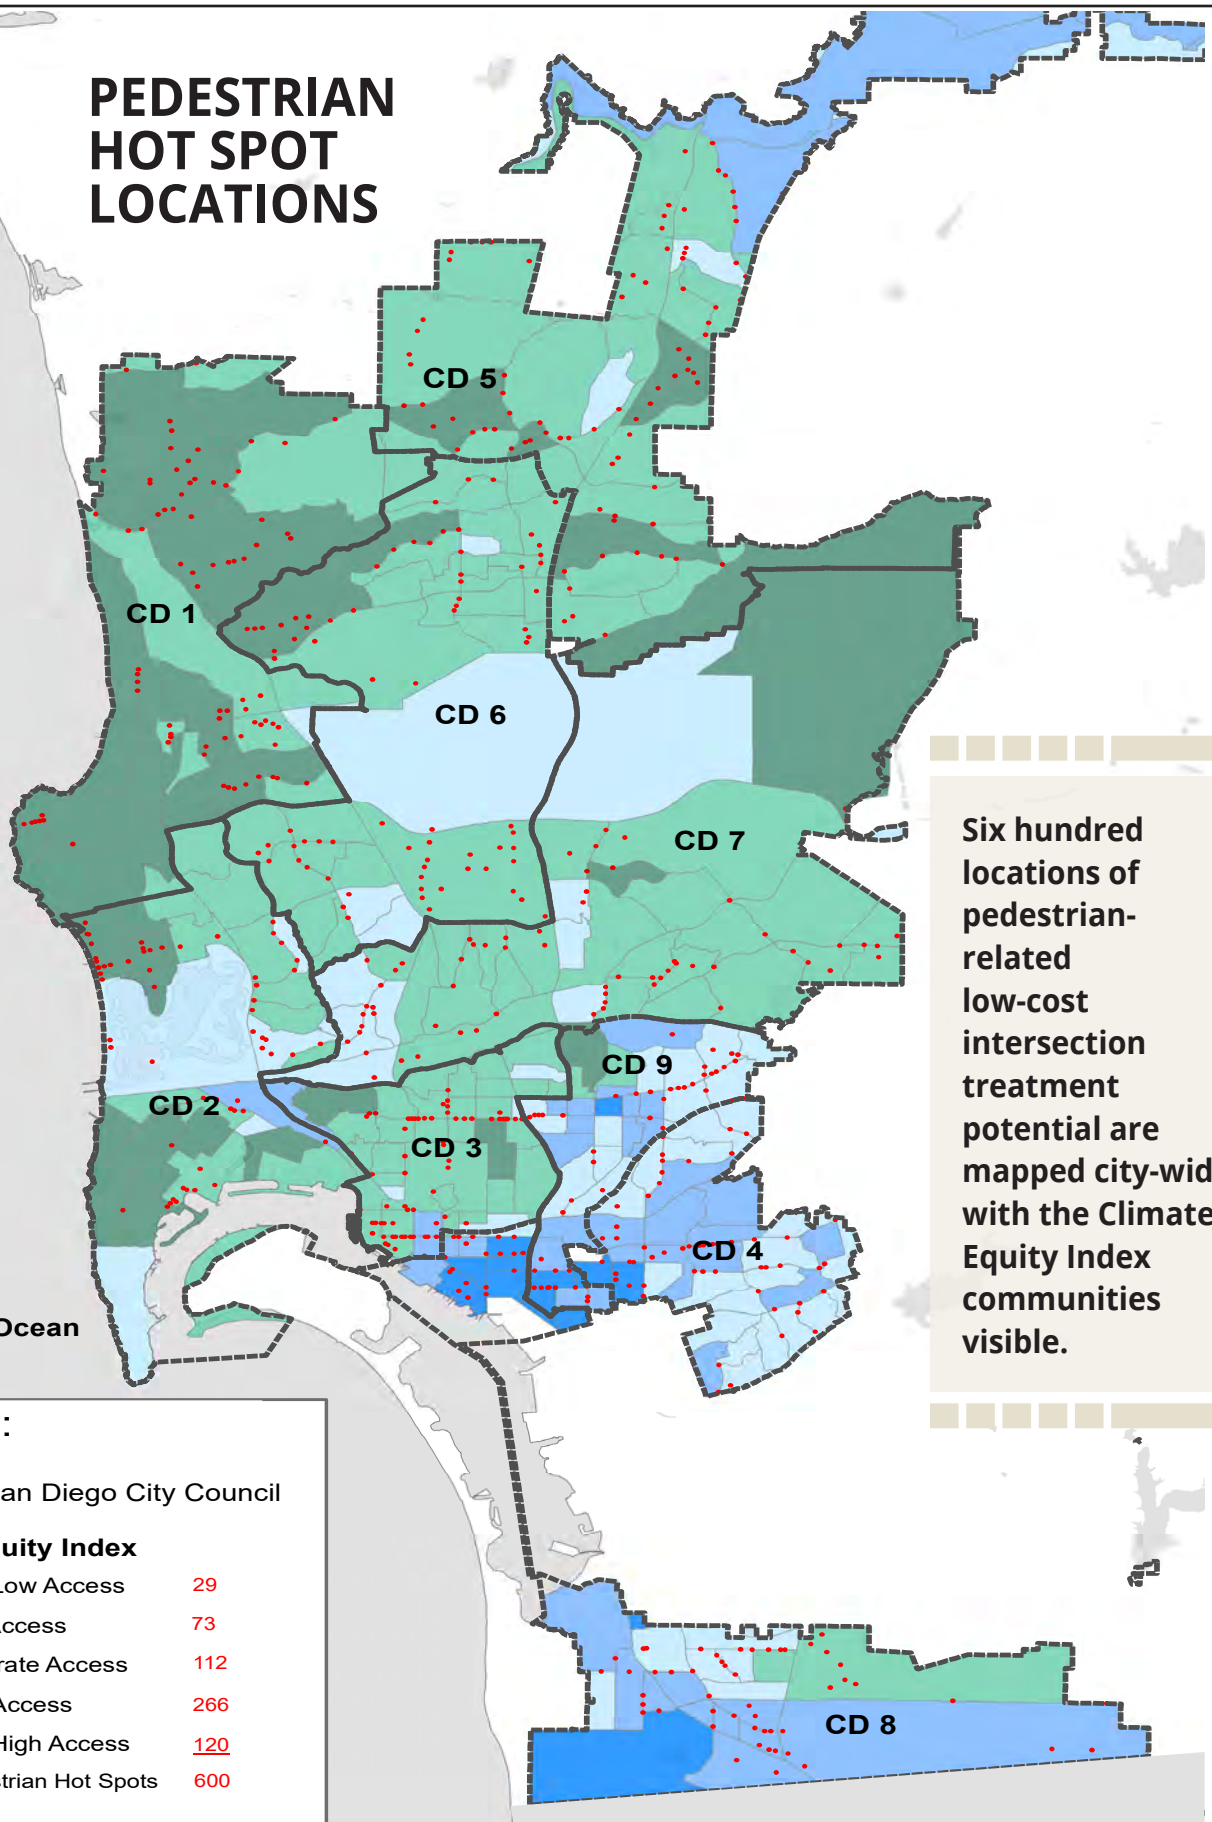 PEDESTRIAN
HOT SPOT
LOCATIONS
CD 5
CD 1
CD 6
CD 7
CD 9
CD 2
CD 3
CD 4
CD 8
Ocean
Six hundred
locations of
pedestrian-
related
low-cost
intersection
treatment
potential are
mapped city-wid
with the Climate
Equity Index
communities
visible.
:
an Diego City Council
uity Index
Low Access 29
ccess 73
rate Access 112
Access 266
High Access 120
strian Hot Spots 600